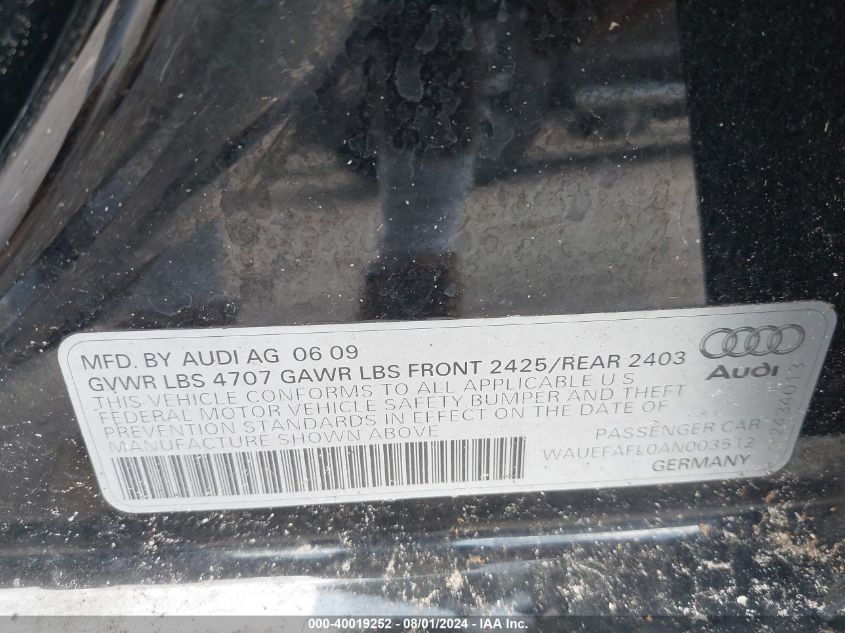 MFD. BY AUDI AG 06 09
GVWR LBS 4707 GAWR LBS FRONT 2425/REAR 2403
THIS VEHICLE CONFORMS TO ALL APPLICABLE U.S
FEDERAL MOTOR VEHICLE SAFETY BUMPER AND THEFT
PREVENTION STANDARDS IN EFFECT ON THE DATE OF
MANUFACTURE SHOWN ABOVE
Audi
PASSENGER CAR
WAUEFAFL0AN003512
GERMANY
2434013
000-40019252 - 08/01/2024 - IAA Inc.